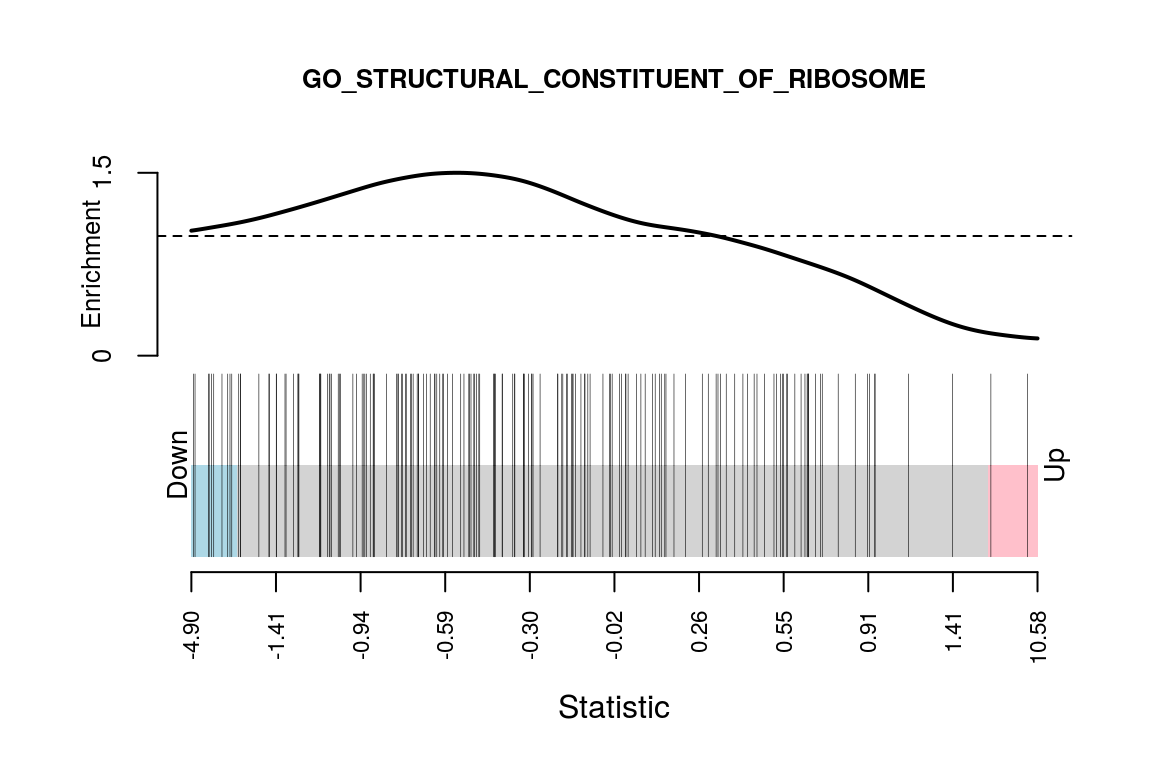 GO_STRUCTURAL_CONSTITUENT_OF_RIBOSOME
Enrichment
1.5
0
Down
Up
-4.90
-1.41
-0.94
-0.59
-0.30
-0.02
0.26
0.55
0.91
1.41
10.58
Statistic